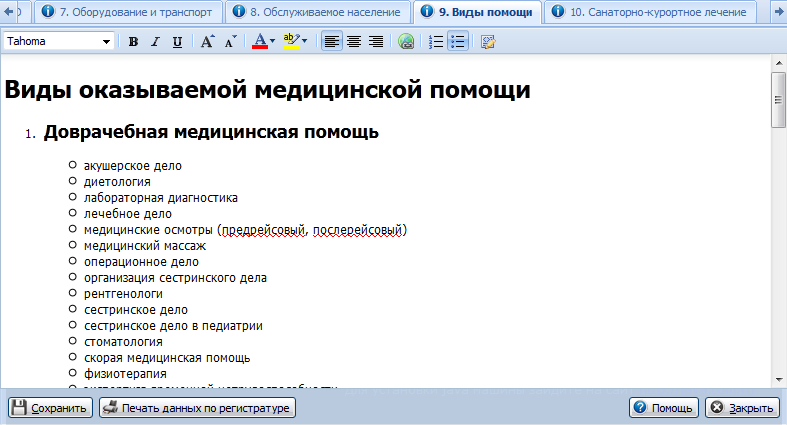 7. Оборудование и транспорт
8. Обслуживаемое население
9. Виды помощи
10. Санаторно-курортное лечение
Tahoma
B I U A A A ab
Виды оказываемой медицинской помощи
1. Доврачебная медицинская помощь
акушерское дело
диетология
лабораторная диагностика
лечебное дело
медицинские осмотры (предрейсовый, послерейсовый)
медицинский массаж
операционное дело
организация сестринского дела
рентгенологи
сестринское дело
сестринское дело в педиатрии
стоматология
скорая медицинская помощь
физиотерапия
Сохранить
Печать данных по регистратуре
Помощь
Закрыть